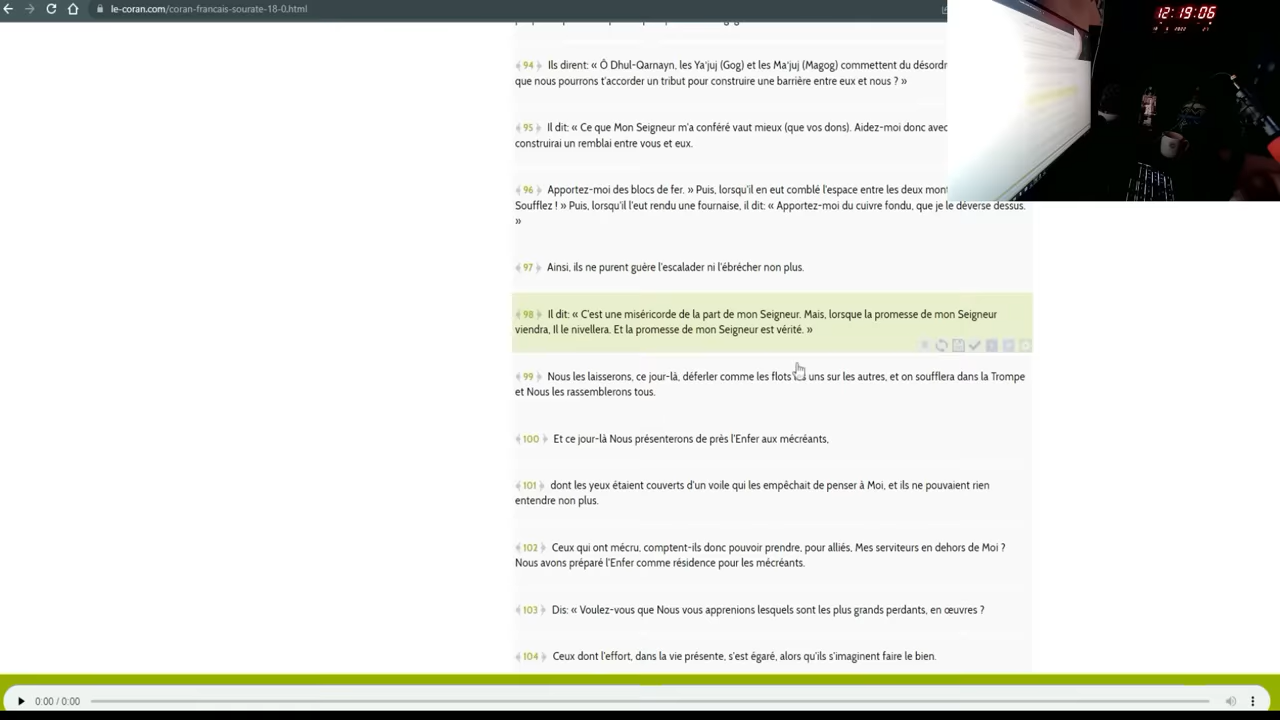 le-coran.com/coran-francais-sourate-18-0.html
12:19:06
94 Ils dirent: « Ô Dhul-Qarnayn, les Ya'juj (Gog) et les Ma'juj (Magog) commettent du désordr
que nous pourrons t'accorder un tribut pour construire une barrière entre eux et nous ? »
95 Il dit: « Ce que Mon Seigneur m'a conféré vaut mieux (que vos dons). Aidez-moi donc avec
construirai un remblai entre vous et eux.
96 Apportez-moi des blocs de fer. » Puis, lorsqu'il en eut comblé l'espace entre les deux mont
Soufflez ! » Puis, lorsqu'il l'eut rendu une fournaise, il dit: « Apportez-moi du cuivre fondu, que je le déverse dessus.
»
97 Ainsi, ils ne purent guère l'escalader ni l'ébrécher non plus.
98 Il dit: « C'est une miséricorde de la part de mon Seigneur. Mais, lorsque la promesse de mon Seigneur
viendra, Il le nivellera. Et la promesse de mon Seigneur est vérité. »
99 Nous les laisserons, ce jour-là, déferler comme les flots les uns sur les autres, et on soufflera dans la Trompe
et Nous les rassemblerons tous.
100 Et ce jour-là Nous présenterons de près l'Enfer aux mécréants,
101 dont les yeux étaient couverts d'un voile qui les empêchait de penser à Moi, et ils ne pouvaient rien
entendre non plus.
102 Ceux qui ont mécru, comptent-ils donc pouvoir prendre, pour alliés, Mes serviteurs en dehors de Moi ?
Nous avons préparé l'Enfer comme résidence pour les mécréants.
103 Dis: « Voulez-vous que Nous vous apprenions lesquels sont les plus grands perdants, en œuvres ?
104 Ceux dont l'effort, dans la vie présente, s'est égaré, alors qu'ils s'imaginent faire le bien.
0:00 / 0:00